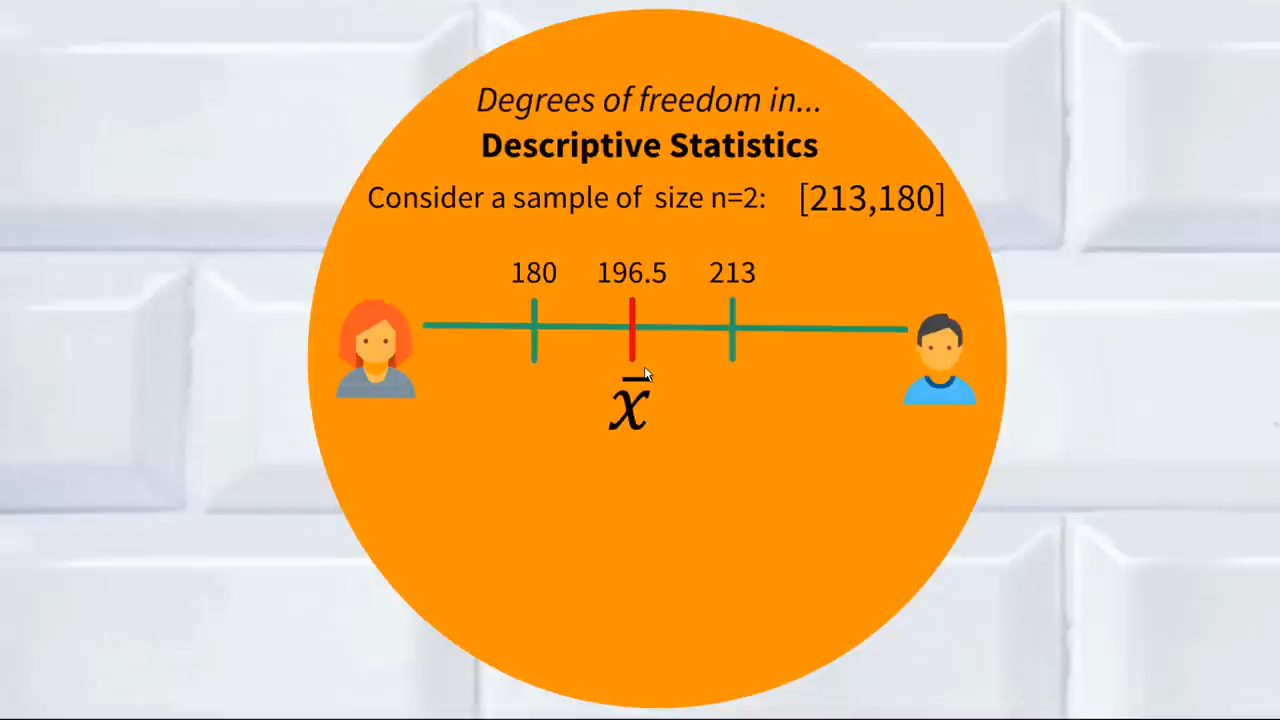 Degrees of freedom in...
Descriptive Statistics
Consider a sample of size n=2: [213,180]
180 196.5 213
x̄